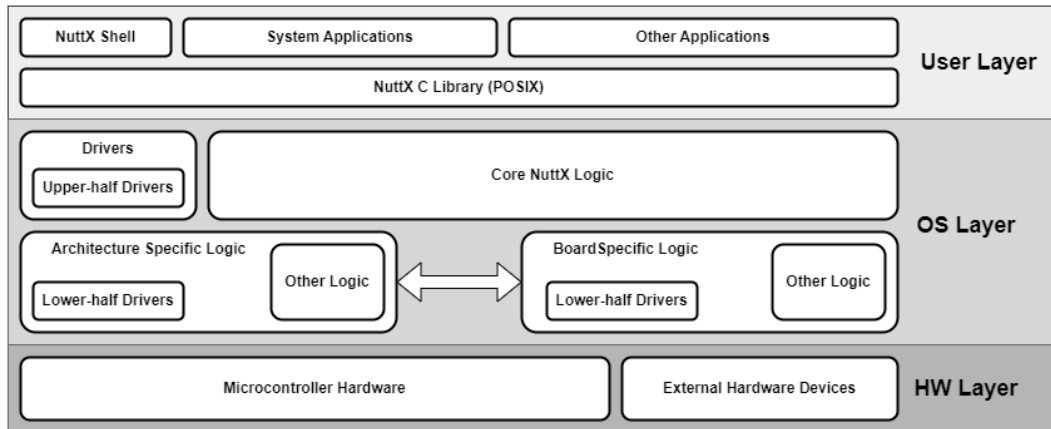 NuttX Shell
System Applications
Other Applications
User Layer
NuttX C Library (POSIX)
Drivers
Upper-half Drivers
Core NuttX Logic
OS Layer
Architecture Specific Logic
Other Logic
Lower-half Drivers
BoardSpecific Logic
Other Logic
Lower-half Drivers
Microcontroller Hardware
External Hardware Devices
HW Layer